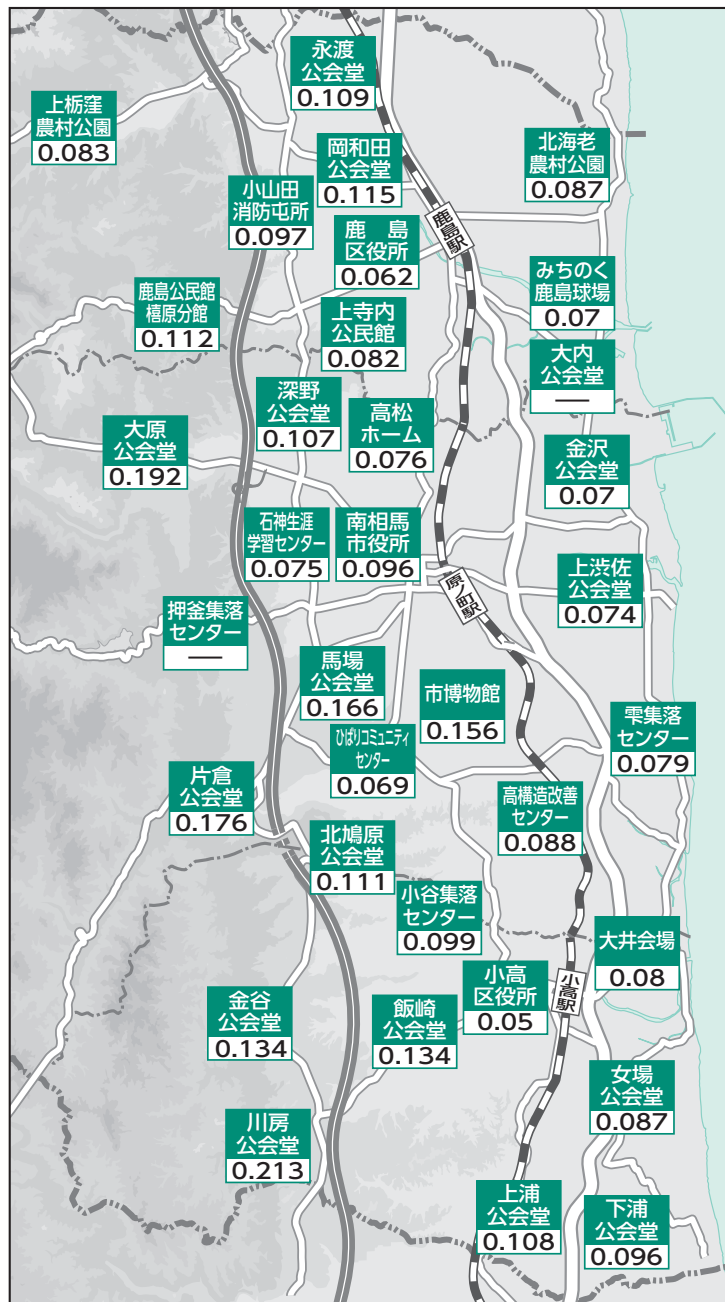 永渡
公会堂
0.109
上栃窪
農村公園
0.083
岡和田
公会堂
0.115
北海老
農村公園
0.087
小山田
消防屯所
0.097
鹿島駅
鹿　島
区役所
0.062
みちのく
鹿島球場
0.07
鹿島公民館
橲原分館
0.112
上寺内
公民館
0.082
大内
公会堂
—
深野
公会堂
0.107
高松
ホーム
0.076
大原
公会堂
0.192
金沢
公会堂
0.07
石神生涯
学習センター
0.075
南相馬
市役所
0.096
原ノ町駅
上渋佐
公会堂
0.074
押釜集落
センター
—
馬場
公会堂
0.166
市博物館
0.156
雫集落
センター
0.079
ひばりコミュニティ
センター
0.069
片倉
公会堂
0.176
高構造改善
センター
0.088
北鳩原
公会堂
0.111
小谷集落
センター
0.099
大井会場
0.08
小高
区役所
0.05
小高駅
金谷
公会堂
0.134
飯崎
公会堂
0.134
女場
公会堂
0.087
川房
公会堂
0.213
上浦
公会堂
0.108
下浦
公会堂
0.096